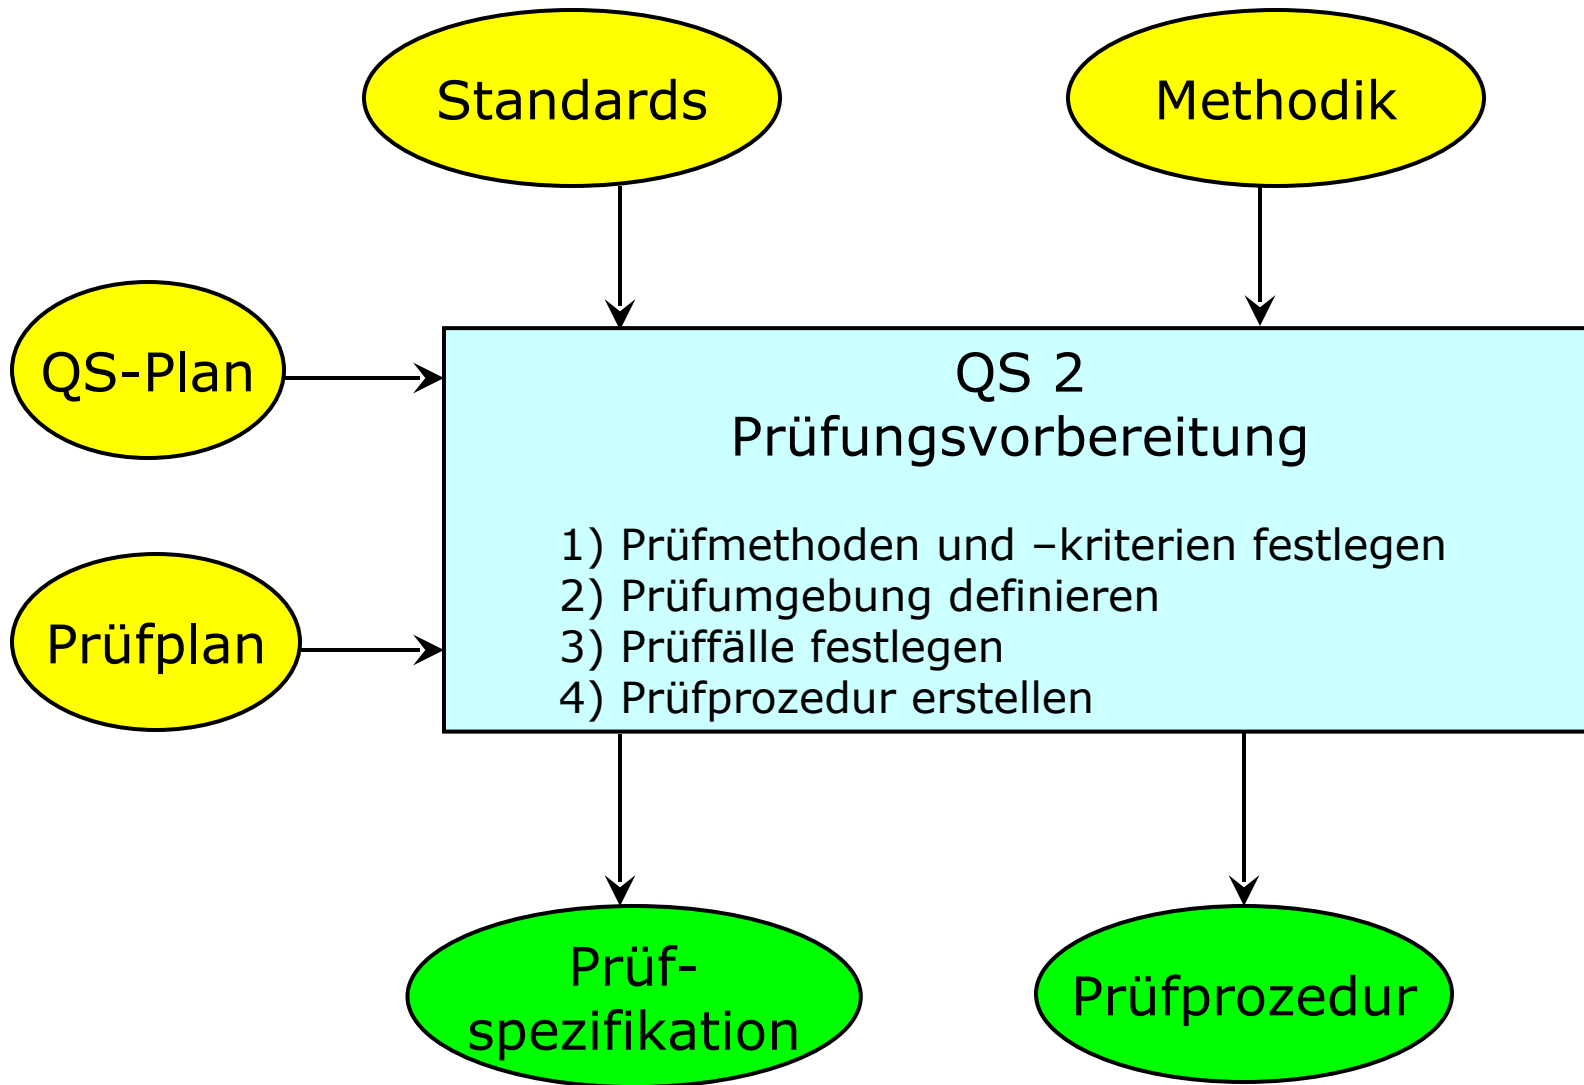 Standards
Methodik
QS-Plan
QS 2
Prüfungsvorbereitung
1) Prüfmethoden und –kriterien festlegen
2) Prüfumgebung definieren
3) Prüffälle festlegen
4) Prüfprozedur erstellen
Prüfplan
Prüf-
spezifikation
Prüfprozedur